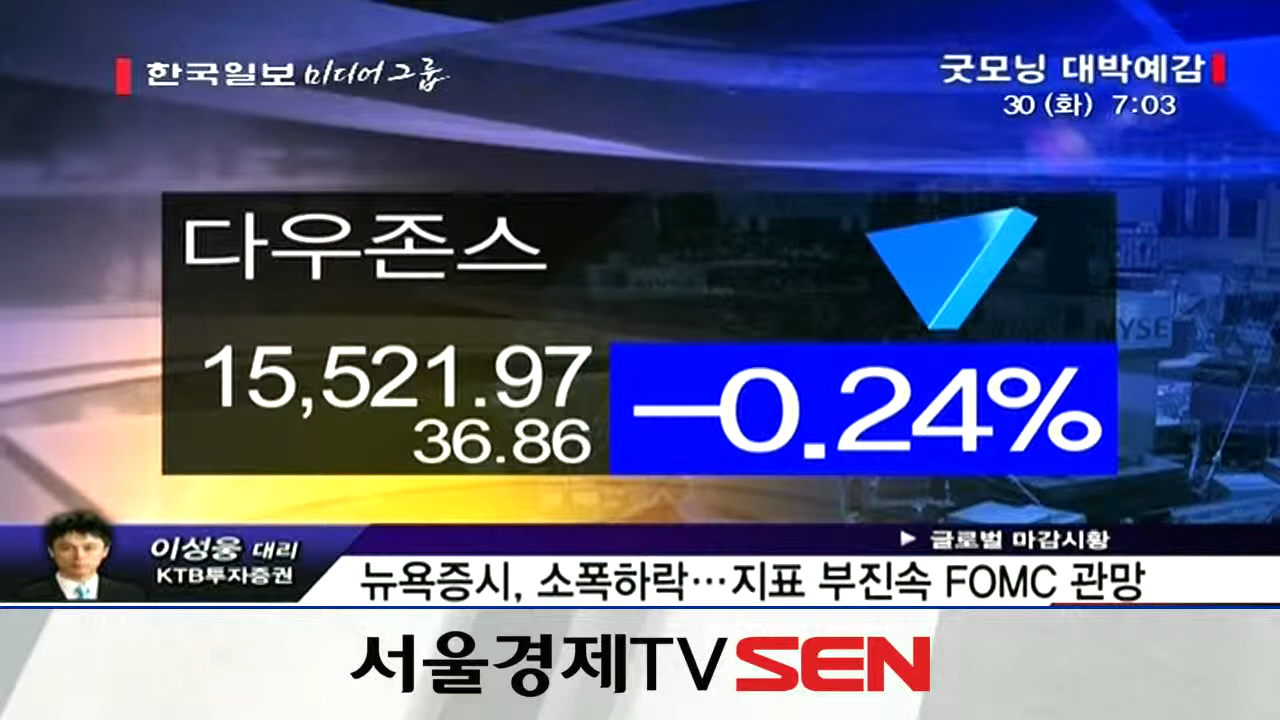 한국일보 미디어그룹
굿모닝 대박예감
30 (화) 7:03
다우존스
15,521.97
36.86
-0.24%
NYSE
이성웅 대리
KTB투자증권
▶ 글로벌 마감시황
뉴욕증시, 소폭하락…지표 부진속 FOMC 관망
서울경제TV SEN